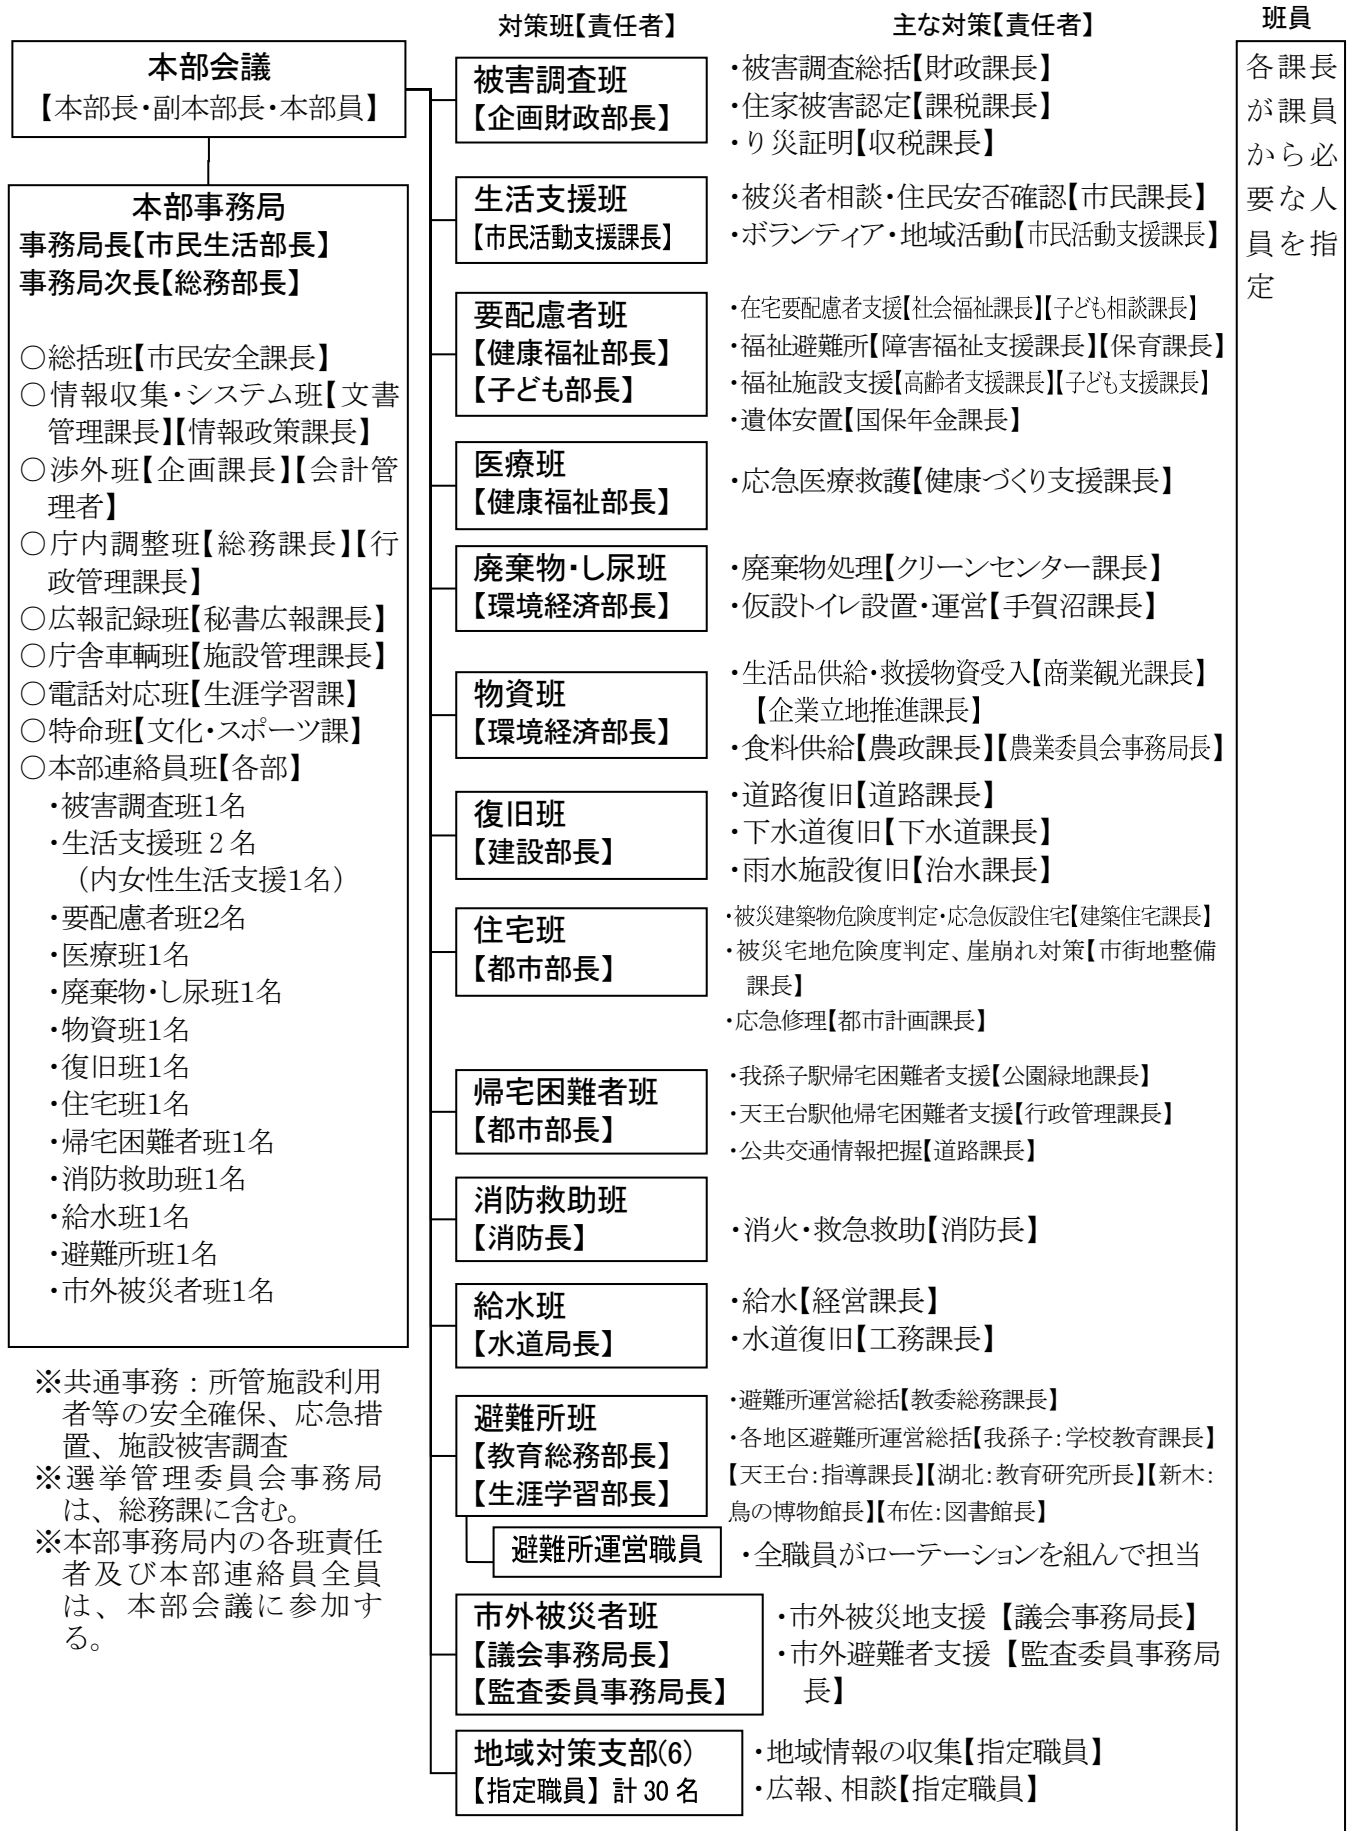 対策班【責任者】
主な対策【責任者】
班員
本部会議
【本部長・副本部長・本部員】
本部事務局
事務局長【市民生活部長】
事務局次長【総務部長】
○総括班【市民安全課長】
○情報収集・システム班【文書
管理課長】【情報政策課長】
○渉外班【企画課長】【会計管
理者】
○庁内調整班【総務課長】【行
政管理課長】
○広報記録班【秘書広報課長】
○庁舎車輌班【施設管理課長】
○電話対応班【生涯学習課】
○特命班【文化・スポーツ課】
○本部連絡員班【各部】
・被害調査班1名
・生活支援班２名
（内女性生活支援1名）
・要配慮者班2名
・医療班1名
・廃棄物・し尿班1名
・物資班1名
・復旧班1名
・住宅班1名
・帰宅困難者班1名
・消防救助班1名
・給水班1名
・避難所班1名
・市外被災者班1名
※共通事務：所管施設利用
者等の安全確保、応急措
置、施設被害調査
※選挙管理委員会事務局
は、総務課に含む。
※本部事務局内の各班責任
者及び本部連絡員全員
は、本部会議に参加す
る。
被害調査班
【企画財政部長】
・被害調査総括【財政課長】
・住家被害認定【課税課長】
・り災証明【収税課長】
生活支援班
【市民活動支援課長】
・被災者相談・住民安否確認【市民課長】
・ボランティア・地域活動【市民活動支援課長】
要配慮者班
【健康福祉部長】
【子ども部長】
・在宅要配慮者支援【社会福祉課長】【子ども相談課長】
・福祉避難所【障害福祉支援課長】【保育課長】
・福祉施設支援【高齢者支援課長】【子ども支援課長】
・遺体安置【国保年金課長】
医療班
【健康福祉部長】
・応急医療救護【健康づくり支援課長】
廃棄物・し尿班
【環境経済部長】
・廃棄物処理【クリーンセンター課長】
・仮設トイレ設置・運営【手賀沼課長】
物資班
【環境経済部長】
・生活品供給・救援物資受入【商業観光課長】
【企業立地推進課長】
・食料供給【農政課長】【農業委員会事務局長】
復旧班
【建設部長】
・道路復旧【道路課長】
・下水道復旧【下水道課長】
・雨水施設復旧【治水課長】
住宅班
【都市部長】
・被災建築物危険度判定・応急仮設住宅【建築住宅課長】
・被災宅地危険度判定、崖崩れ対策【市街地整備
課長】
・応急修理【都市計画課長】
帰宅困難者班
【都市部長】
・我孫子駅帰宅困難者支援【公園緑地課長】
・天王台駅他帰宅困難者支援【行政管理課長】
・公共交通情報把握【道路課長】
消防救助班
【消防長】
・消火・救急救助【消防長】
給水班
【水道局長】
・給水【経営課長】
・水道復旧【工務課長】
避難所班
【教育総務部長】
【生涯学習部長】
・避難所運営総括【教委総務課長】
・各地区避難所運営総括【我孫子：学校教育課長】
【天王台：指導課長】【湖北：教育研究所長】【新木：
鳥の博物館長】【布佐：図書館長】
避難所運営職員
・全職員がローテーションを組んで担当
市外被災者班
【議会事務局長】
【監査委員事務局長】
・市外被災地支援 【議会事務局長】
・市外避難者支援 【監査委員事務局
長】
地域対策支部(6)
【指定職員】計30名
・地域情報の収集【指定職員】
・広報、相談【指定職員】
各課長
が課員
から必
要な人
員を指
定